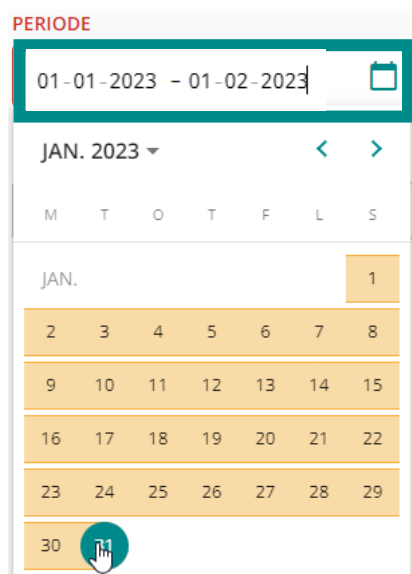 PERIODE
01-01-2023 - 01-02-2023
JAN. 2023
M T O T F L S
JAN. 1
2 3 4 5 6 7 8
9 10 11 12 13 14 15
16 17 18 19 20 21 22
23 24 25 26 27 28 29
30 31